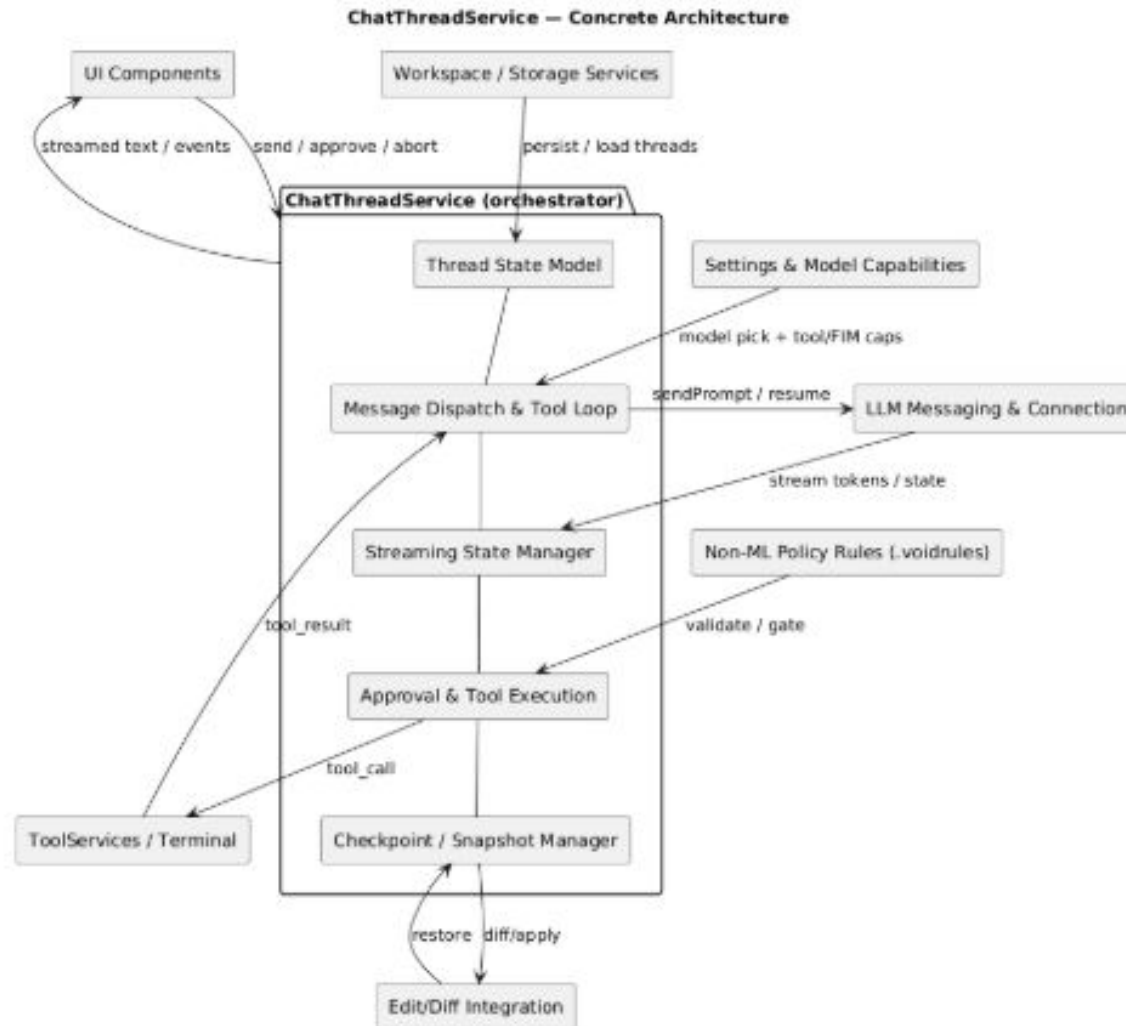 ChatThreadService — Concrete Architecture
UI Components
Workspace / Storage Services
streamed text / events
send / approve / abort
persist / load threads
ChatThreadService (orchestrator)
Thread State Model
Settings & Model Capabilities
model pick + tool/FIM caps
Message Dispatch & Tool Loop
sendPrompt / resume
LLM Messaging & Connection
stream tokens / state
Streaming State Manager
Non-ML Policy Rules (.voidrules)
tool_result
validate / gate
Approval & Tool Execution
tool_call
ToolServices / Terminal
Checkpoint / Snapshot Manager
restore
diff/apply
Edit/Diff Integration